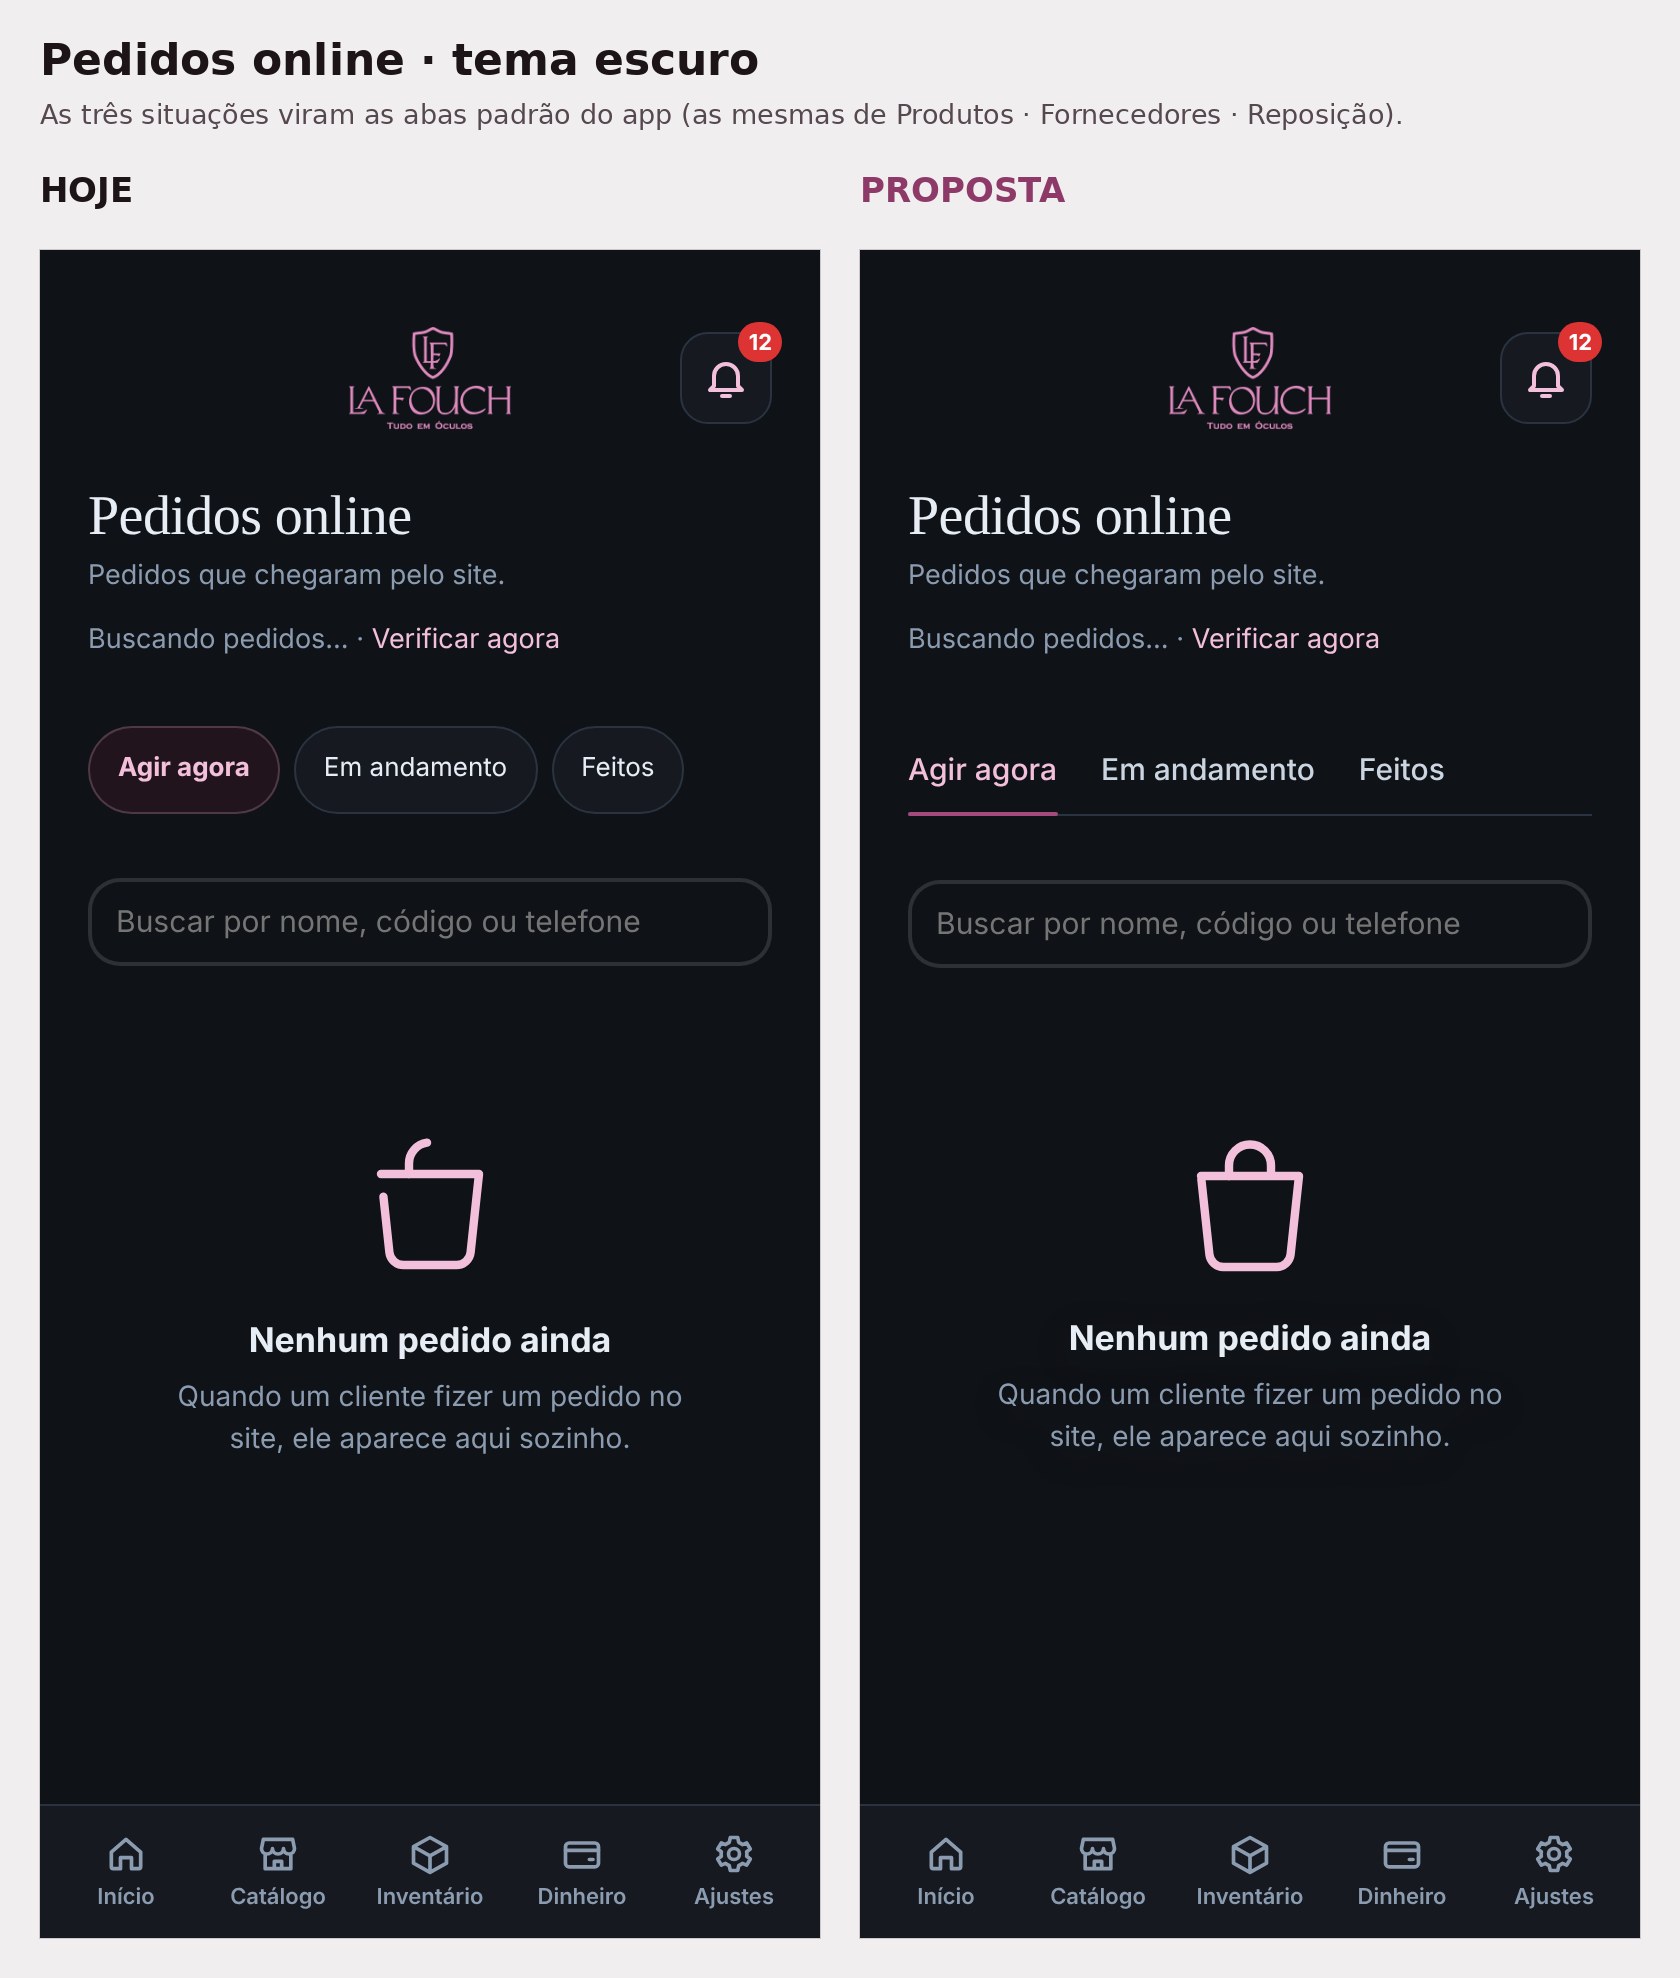 Pedidos online · tema escuro
As três situações viram as abas padrão do app (as mesmas de Produtos · Fornecedores · Reposição).
HOJE
12
LF
LA FOUCH
TUDO EM ÓCULOS
Pedidos online
Pedidos que chegaram pelo site.
Buscando pedidos... · Verificar agora
Agir agora
Em andamento
Feitos
Buscar por nome, código ou telefone
Nenhum pedido ainda
Quando um cliente fizer um pedido no
site, ele aparece aqui sozinho.
Início
Catálogo
Inventário
Dinheiro
Ajustes
PROPOSTA
12
LF
LA FOUCH
TUDO EM ÓCULOS
Pedidos online
Pedidos que chegaram pelo site.
Buscando pedidos... · Verificar agora
Agir agora
Em andamento
Feitos
Buscar por nome, código ou telefone
Nenhum pedido ainda
Quando um cliente fizer um pedido no
site, ele aparece aqui sozinho.
Início
Catálogo
Inventário
Dinheiro
Ajustes